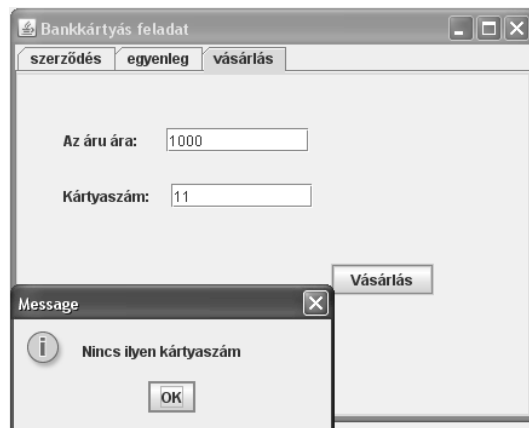 Bankkártyás feladat
szerződés egyenleg vásárlás
Az áru ára: 1000
Kártyaszám: 11
Vásárlás
Message
Nincs ilyen kártyaszám
OK